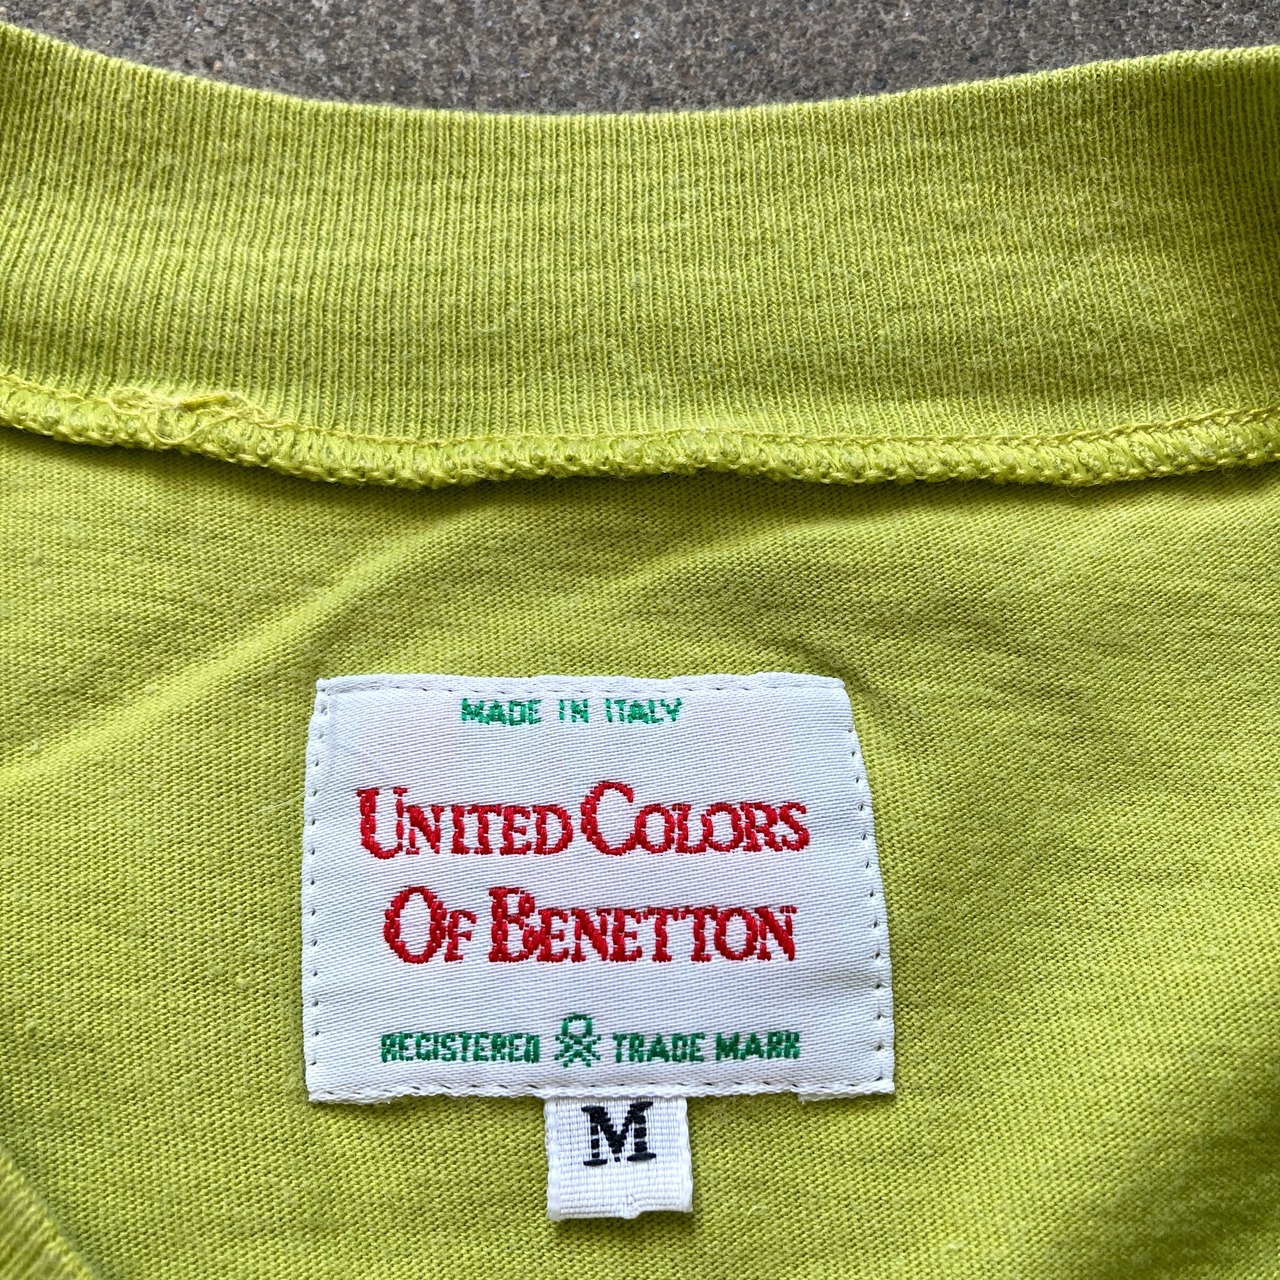 MADE IN ITALY
UNITED COLORS
OF BENETTON
REGISTERED TRADE MARK
M